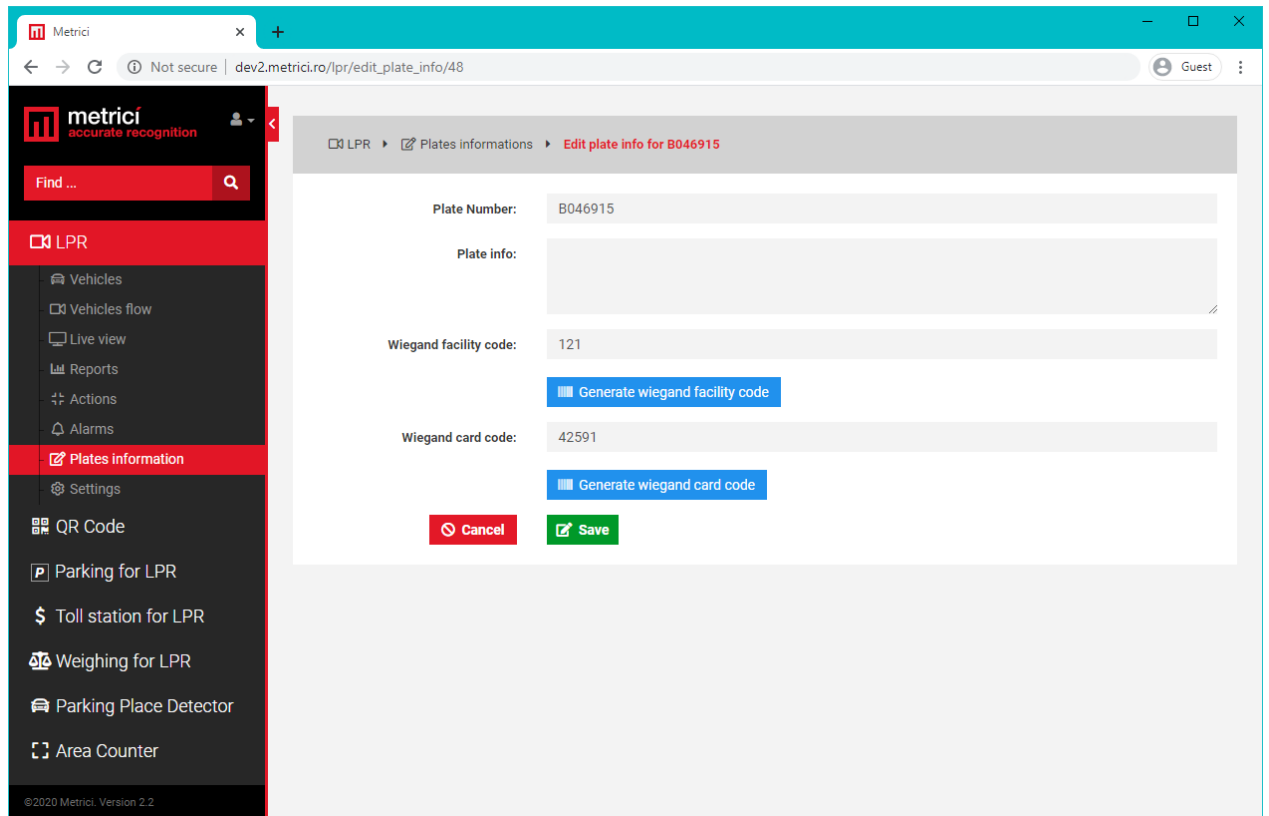 Metrici
Not secure | dev2.metrici.ro/lpr/edit_plate_info/48
Guest
metrici
accurate recognition
Find ...
LPR
Vehicles
Vehicles flow
Live view
Reports
Actions
Alarms
Plates information
Settings
QR Code
Parking for LPR
Toll station for LPR
Weighing for LPR
Parking Place Detector
Area Counter
©2020 Metrici. Version 2.2
LPR Plates informations Edit plate info for B046915
Plate Number: B046915
Plate info:
Wiegand facility code: 121
Generate wiegand facility code
Wiegand card code: 42591
Generate wiegand card code
Cancel Save